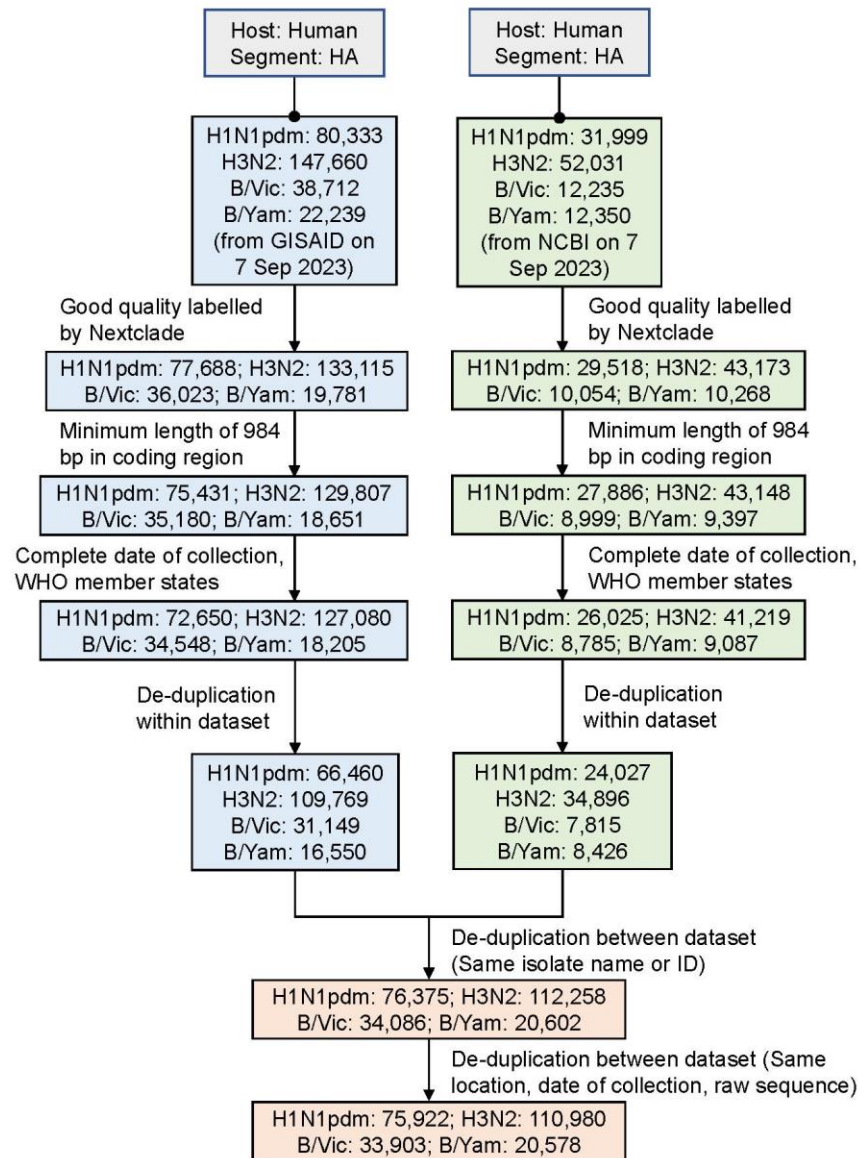 Host: Human
Segment: HA
Host: Human
Segment: HA
H1N1pdm: 80,333
H3N2: 147,660
B/Vic: 38,712
B/Yam: 22,239
(from GISAID on
7 Sep 2023)
H1N1pdm: 31,999
H3N2: 52,031
B/Vic: 12,235
B/Yam: 12,350
(from NCBI on 7
Sep 2023)
Good quality labelled
by Nextclade
Good quality labelled
by Nextclade
H1N1pdm: 77,688; H3N2: 133,115
B/Vic: 36,023; B/Yam: 19,781
H1N1pdm: 29,518; H3N2: 43,173
B/Vic: 10,054; B/Yam: 10,268
Minimum length of 984
bp in coding region
Minimum length of 984
bp in coding region
H1N1pdm: 75,431; H3N2: 129,807
B/Vic: 35,180; B/Yam: 18,651
H1N1pdm: 27,886; H3N2: 43,148
B/Vic: 8,999; B/Yam: 9,397
Complete date of collection,
WHO member states
Complete date of collection,
WHO member states
H1N1pdm: 72,650; H3N2: 127,080
B/Vic: 34,548; B/Yam: 18,205
H1N1pdm: 26,025; H3N2: 41,219
B/Vic: 8,785; B/Yam: 9,087
De-duplication
within dataset
De-duplication
within dataset
H1N1pdm: 66,460
H3N2: 109,769
B/Vic: 31,149
B/Yam: 16,550
H1N1pdm: 24,027
H3N2: 34,896
B/Vic: 7,815
B/Yam: 8,426
De-duplication between dataset
(Same isolate name or ID)
H1N1pdm: 76,375; H3N2: 112,258
B/Vic: 34,086; B/Yam: 20,602
De-duplication between dataset (Same
location, date of collection, raw sequence)
H1N1pdm: 75,922; H3N2: 110,980
B/Vic: 33,903; B/Yam: 20,578